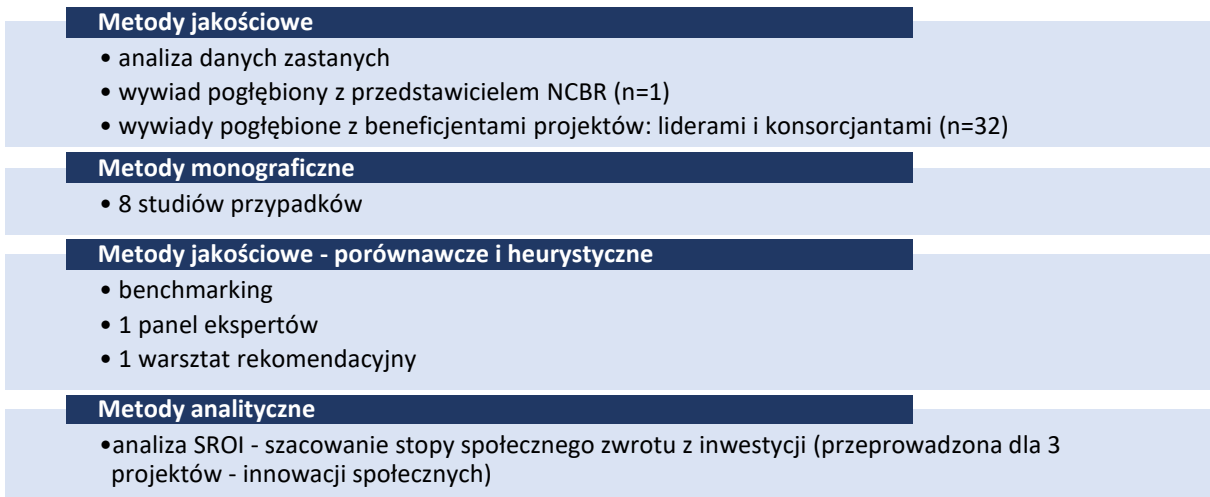 Metody jakościowe
• analiza danych zastanych
• wywiad pogłębiony z przedstawicielem NCBR (n=1)
• wywiady pogłębione z beneficjentami projektów: liderami i konsorcjantami (n=32)
Metody monograficzne
• 8 studiów przypadków
Metody jakościowe - porównawcze i heurystyczne
• benchmarking
• 1 panel ekspertów
• 1 warsztat rekomendacyjny
Metody analityczne
•analiza SROI - szacowanie stopy społecznego zwrotu z inwestycji (przeprowadzona dla 3
projektów - innowacji społecznych)